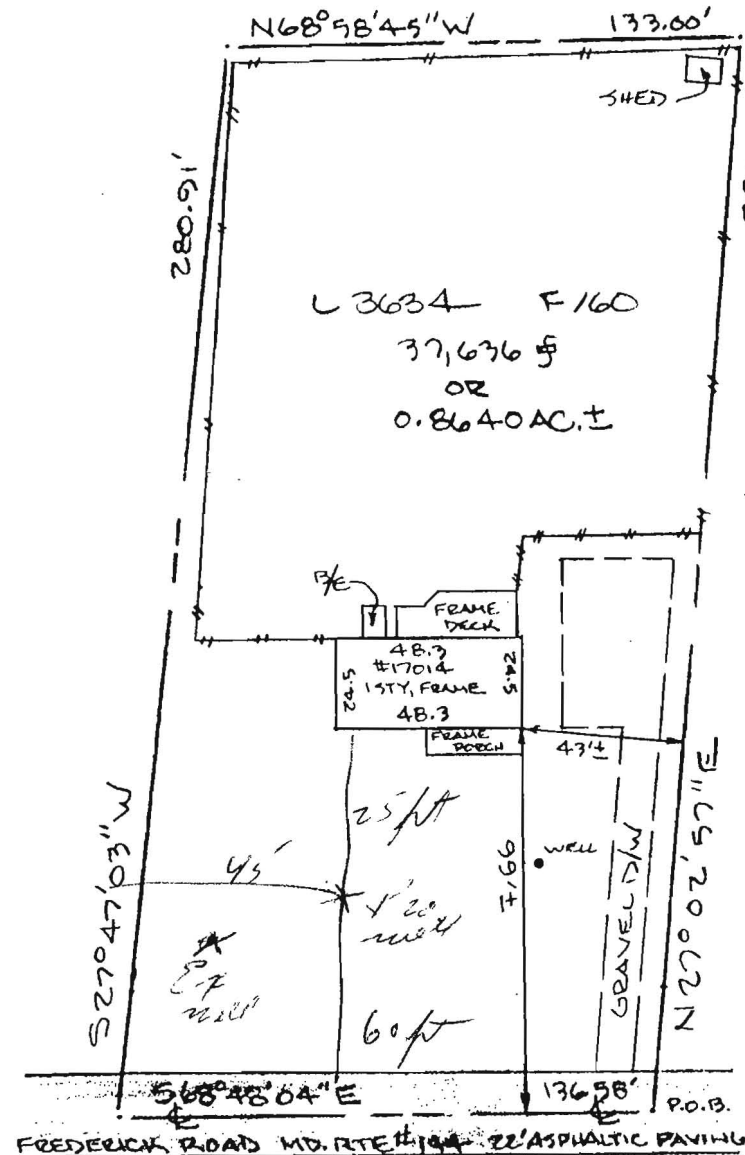 N68°58'45"W 133.00'
SHED
280.91'
L 3634 F 160
37,636
OR
0.8640 AC.±
B/E
FRAME
DECK
48.3
#17014
1 STY, FRAME
24.5
24.5
48.3
FRAME
PORCH
43'±
25 ft
99'±
WELL
45'
well
Ex
well
60 ft
GRAVEL D/W
S27°47'03"W
N27°02'57"E
S68°48'04"E 136.58'
P.O.B.
FREDERICK ROAD MD. RTE # 22' ASPHALTIC PAVING